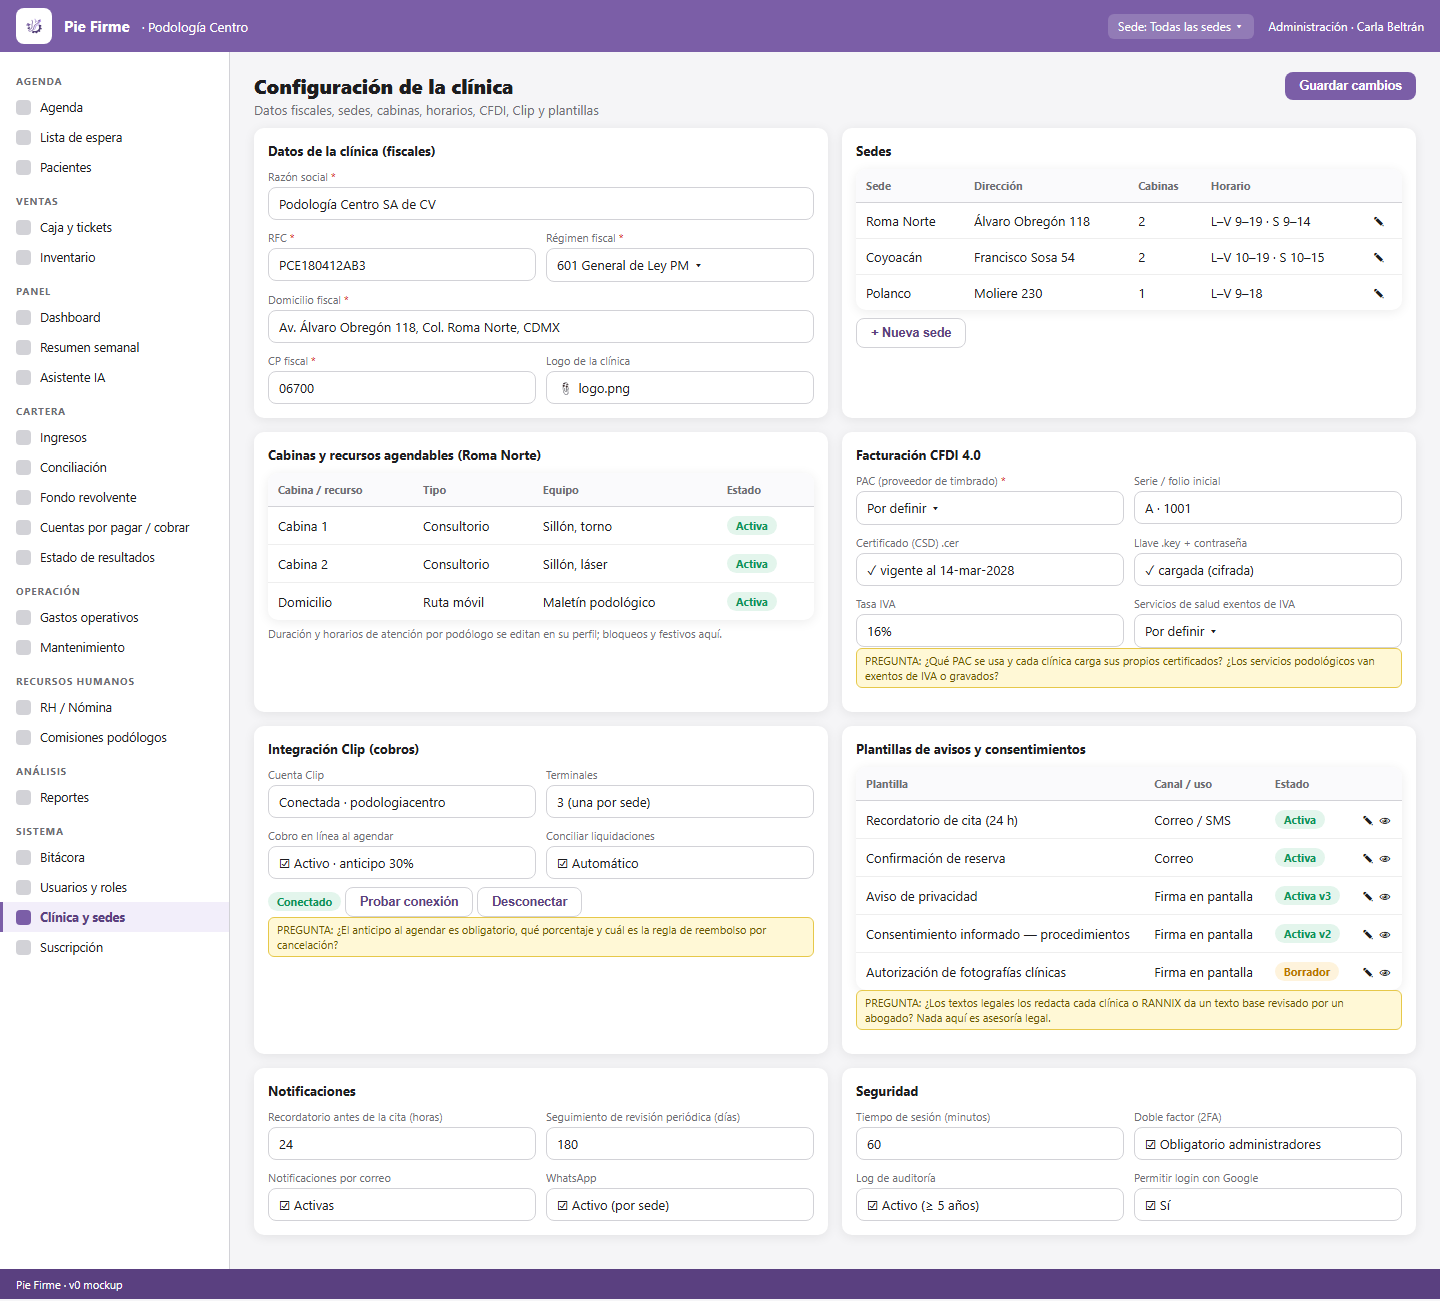 Pie Firme · Podología Centro
Sede: Todas las sedes
Administración · Carla Beltrán
AGENDA
Agenda
Lista de espera
Pacientes
VENTAS
Caja y tickets
Inventario
PANEL
Dashboard
Resumen semanal
Asistente IA
CARTERA
Ingresos
Conciliación
Fondo revolvente
Cuentas por pagar / cobrar
Estado de resultados
OPERACIÓN
Gastos operativos
Mantenimiento
RECURSOS HUMANOS
RH / Nómina
Comisiones podólogos
ANÁLISIS
Reportes
SISTEMA
Bitácora
Usuarios y roles
Clínica y sedes
Suscripción
Configuración de la clínica
Datos fiscales, sedes, cabinas, horarios, CFDI, Clip y plantillas
Guardar cambios
Datos de la clínica (fiscales)
Razón social *
Podología Centro SA de CV
RFC * Régimen fiscal *
PCE180412AB3 601 General de Ley PM
Domicilio fiscal *
Av. Álvaro Obregón 118, Col. Roma Norte, CDMX
CP fiscal * Logo de la clínica
06700 logo.png
Sedes
Sede Dirección Cabinas Horario
Roma Norte Álvaro Obregón 118 2 L–V 9–19 · S 9–14
Coyoacán Francisco Sosa 54 2 L–V 10–19 · S 10–15
Polanco Moliere 230 1 L–V 9–18
+ Nueva sede
Cabinas y recursos agendables (Roma Norte)
Cabina / recurso Tipo Equipo Estado
Cabina 1 Consultorio Sillón, torno Activa
Cabina 2 Consultorio Sillón, láser Activa
Domicilio Ruta móvil Maletín podológico Activa
Duración y horarios de atención por podólogo se editan en su perfil; bloqueos y festivos aquí.
Facturación CFDI 4.0
PAC (proveedor de timbrado) * Serie / folio inicial
Por definir A · 1001
Certificado (CSD) .cer Llave .key + contraseña
✓ vigente al 14-mar-2028 ✓ cargada (cifrada)
Tasa IVA Servicios de salud exentos de IVA
16% Por definir
PREGUNTA: ¿Qué PAC se usa y cada clínica carga sus propios certificados? ¿Los servicios podológicos van
exentos de IVA o gravados?
Integración Clip (cobros)
Cuenta Clip Terminales
Conectada · podologiacentro 3 (una por sede)
Cobro en línea al agendar Conciliar liquidaciones
☑ Activo · anticipo 30% ☑ Automático
Conectado Probar conexión Desconectar
PREGUNTA: ¿El anticipo al agendar es obligatorio, qué porcentaje y cuál es la regla de reembolso por
cancelación?
Plantillas de avisos y consentimientos
Plantilla Canal / uso Estado
Recordatorio de cita (24 h) Correo / SMS Activa
Confirmación de reserva Correo Activa
Aviso de privacidad Firma en pantalla Activa v3
Consentimiento informado — procedimientos Firma en pantalla Activa v2
Autorización de fotografías clínicas Firma en pantalla Borrador
PREGUNTA: ¿Los textos legales los redacta cada clínica o RANNIX da un texto base revisado por un
abogado? Nada aquí es asesoría legal.
Notificaciones
Recordatorio antes de la cita (horas) Seguimiento de revisión periódica (días)
24 180
Notificaciones por correo WhatsApp
☑ Activas ☑ Activo (por sede)
Seguridad
Tiempo de sesión (minutos) Doble factor (2FA)
60 ☑ Obligatorio administradores
Log de auditoría Permitir login con Google
☑ Activo (≥ 5 años) ☑ Sí
Pie Firme · v0 mockup